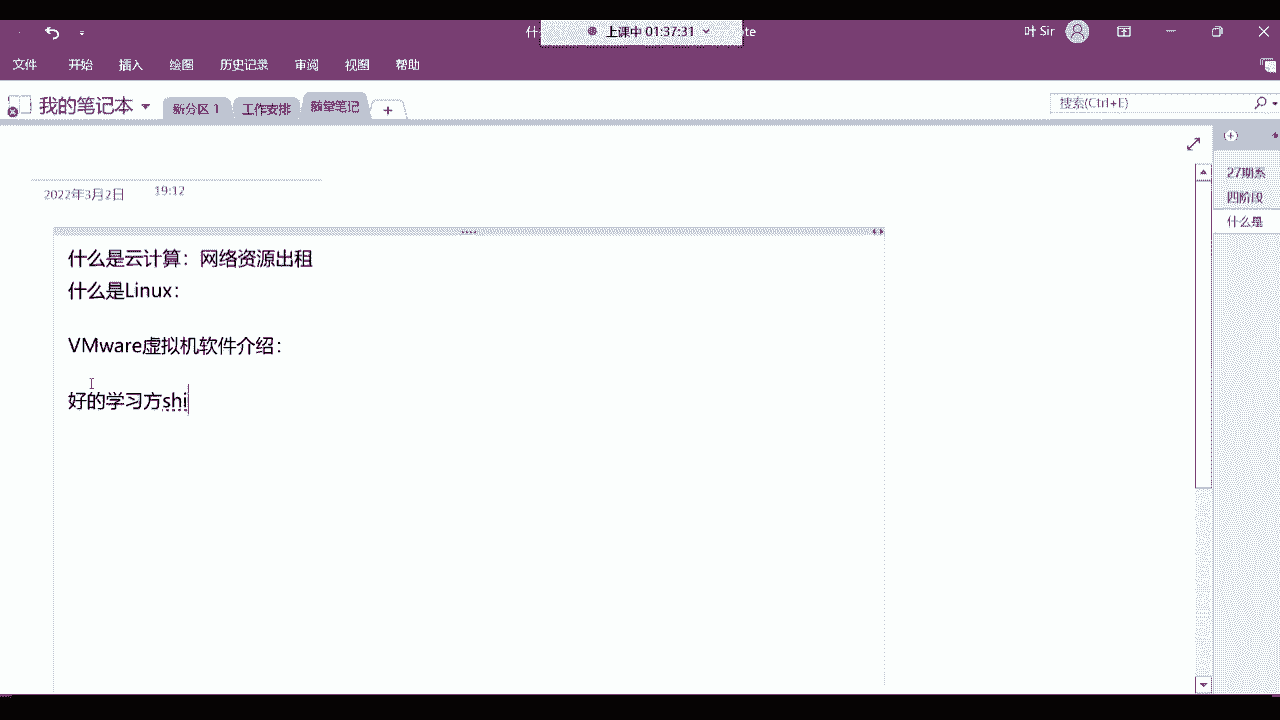 什
上课中 01:37:31
te
叶 Sir
文件 开始 插入 绘图 历史记录 审阅 视图 帮助
我的笔记本
新分区 1
工作安排
随堂笔记
搜索(Ctrl+E)
2022年3月2日 19:12
27期系
四阶段
什么是
什么是云计算：网络资源出租
什么是Linux：
VMware虚拟机软件介绍：
好的学习方shi